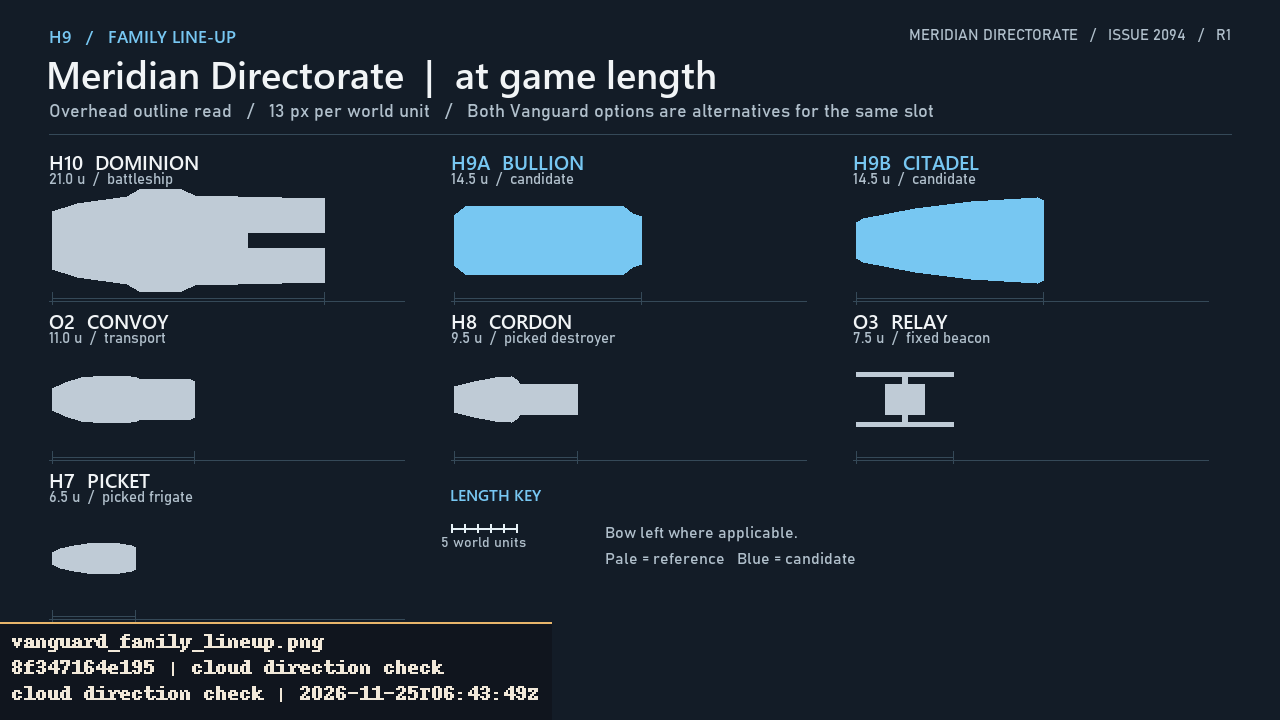 H9 / FAMILY LINE-UP
MERIDIAN DIRECTORATE / ISSUE 2094 / R1
Meridian Directorate | at game length
Overhead outline read / 13 px per world unit / Both Vanguard options are alternatives for the same slot
H10 DOMINION
21.0 u / battleship
H9A BULLION
14.5 u / candidate
H9B CITADEL
14.5 u / candidate
O2 CONVOY
11.0 u / transport
H8 CORDON
9.5 u / picked destroyer
O3 RELAY
7.5 u / fixed beacon
H7 PICKET
6.5 u / picked frigate
LENGTH KEY
5 world units
Bow left where applicable.
Pale = reference Blue = candidate
vanguard_family_lineup.png
8f347164e195 | cloud direction check
cloud direction check | 2026-11-25T06:43:49z